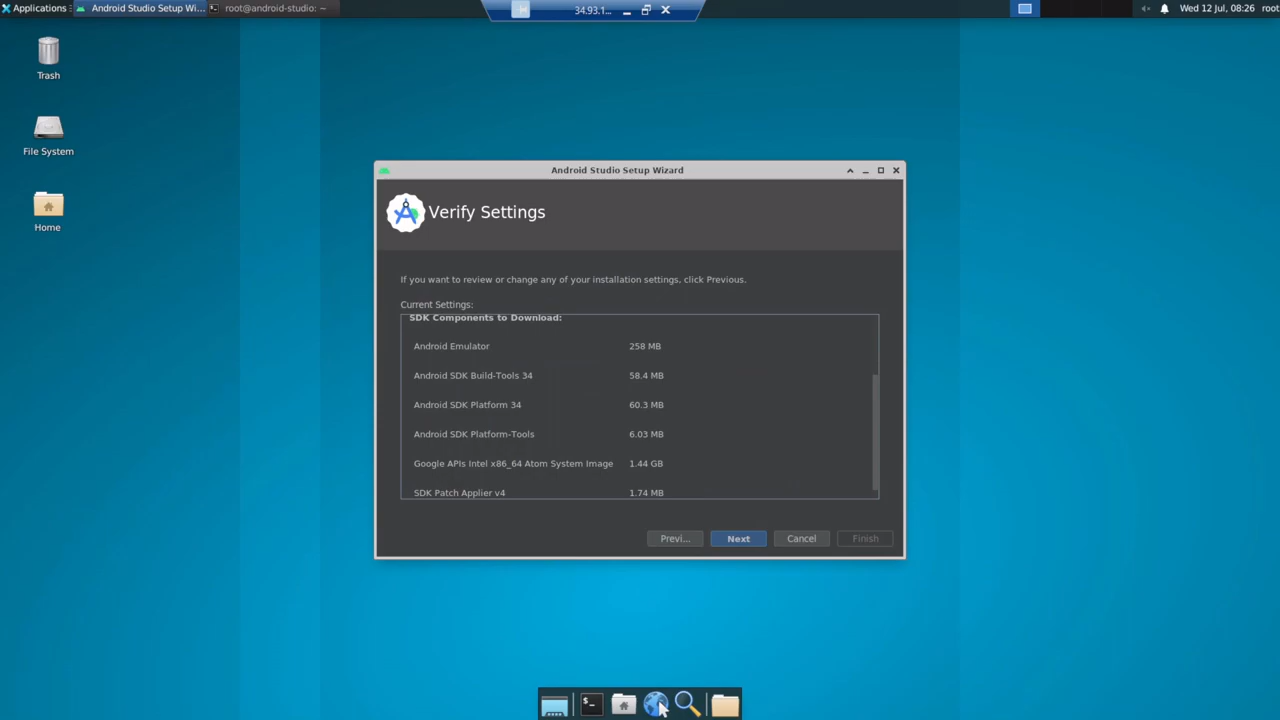 Applications
Android Studio Setup Wi...
root@android-studio: ~
34.93.1...
Wed 12 Jul, 08:26
root
Trash
File System
Home
Android Studio Setup Wizard
Verify Settings
If you want to review or change any of your installation settings, click Previous.
Current Settings:
SDK Components to Download:
Android Emulator 258 MB
Android SDK Build-Tools 34 58.4 MB
Android SDK Platform 34 60.3 MB
Android SDK Platform-Tools 6.03 MB
Google APIs Intel x86_64 Atom System Image 1.44 GB
SDK Patch Applier v4 1.74 MB
Previ... Next Cancel Finish